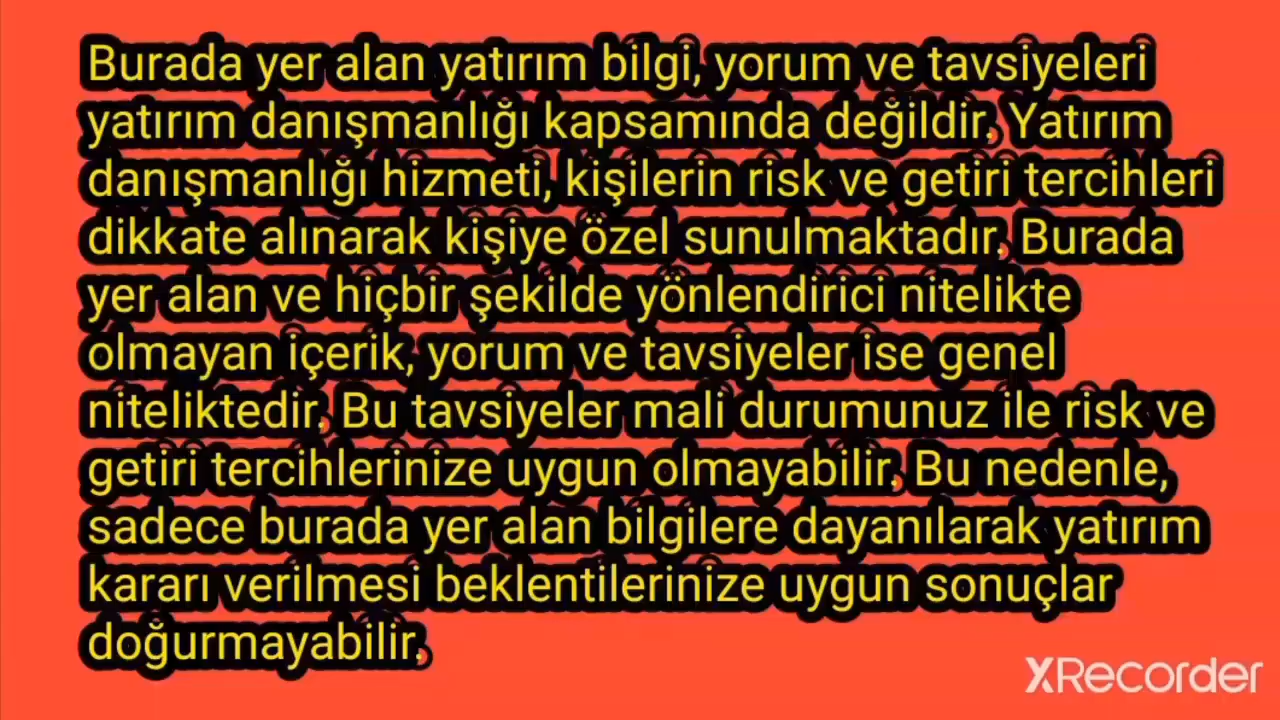 Burada yer alan yatırım bilgi, yorum ve tavsiyeleri
yatırım danışmanlığı kapsamında değildir. Yatırım
danışmanlığı hizmeti, kişilerin risk ve getiri tercihleri
dikkate alınarak kişiye özel sunulmaktadır. Burada
yer alan ve hiçbir şekilde yönlendirici nitelikte
olmayan içerik, yorum ve tavsiyeler ise genel
niteliktedir. Bu tavsiyeler mali durumunuz ile risk ve
getiri tercihlerinize uygun olmayabilir. Bu nedenle,
sadece burada yer alan bilgilere dayanılarak yatırım
kararı verilmesi beklentilerinize uygun sonuçlar
doğurmayabilir.
XRecorder